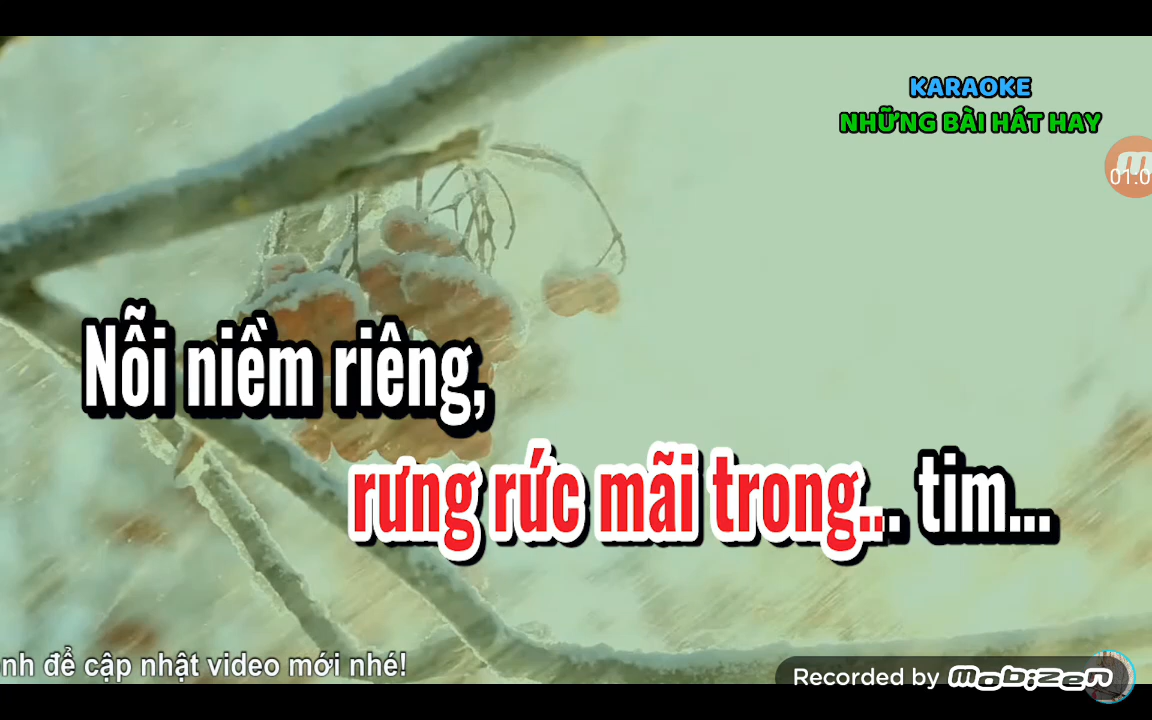 KARAOKE
NHỮNG BÀI HÁT HAY
01:0
Nỗi niềm riêng,
rưng rức mãi trong... tim...
nh để cập nhật video mới nhé!
Recorded by Mobizen